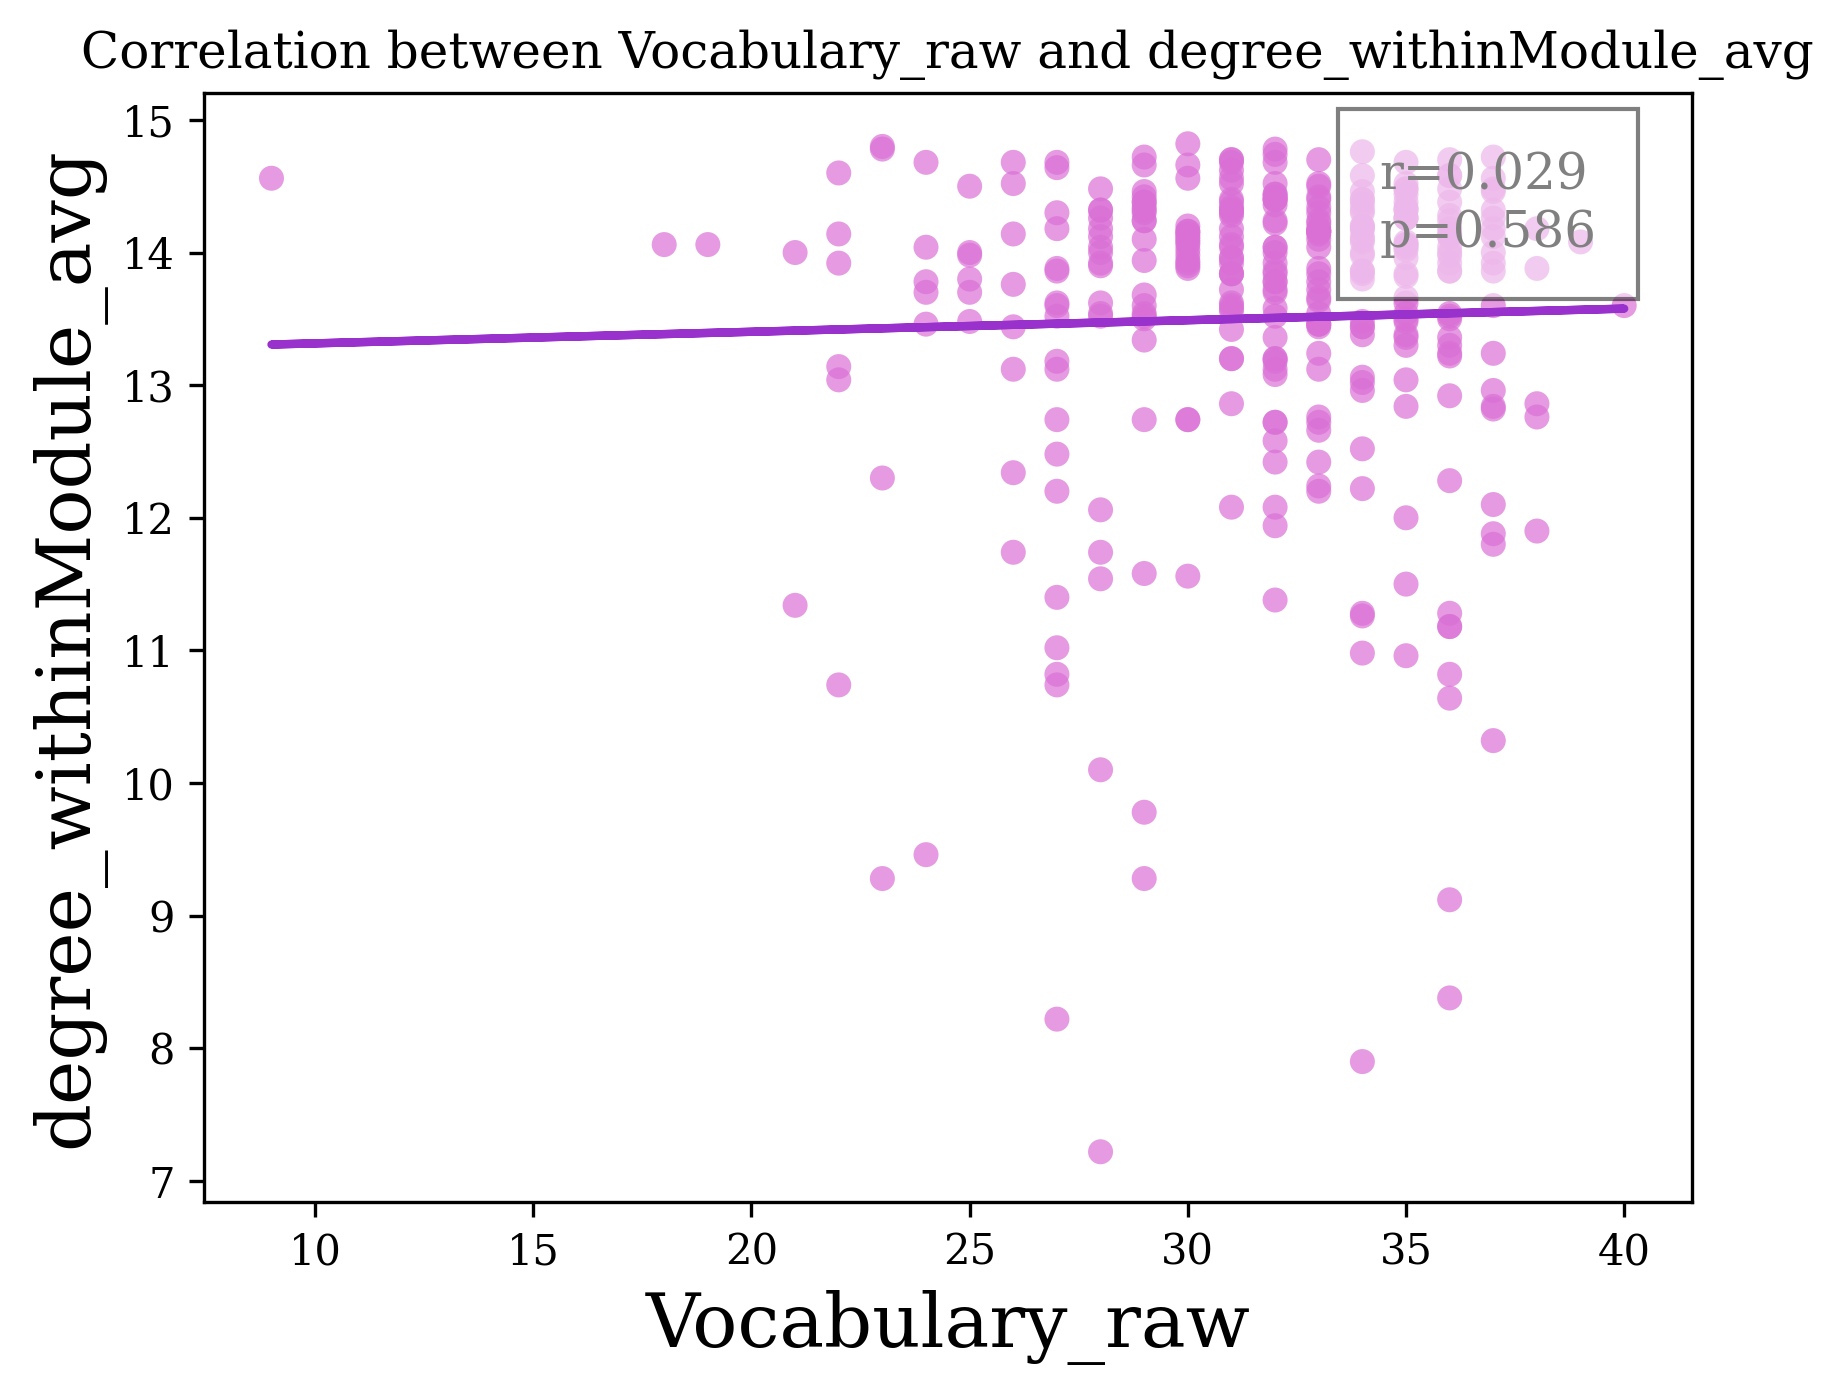 Correlation between Vocabulary_raw and degree_withinModule_avg
r=0.029
p=0.586
degree_withinModule_avg
15
14
13
12
11
10
9
8
7
10 15 20 25 30 35 40
Vocabulary_raw